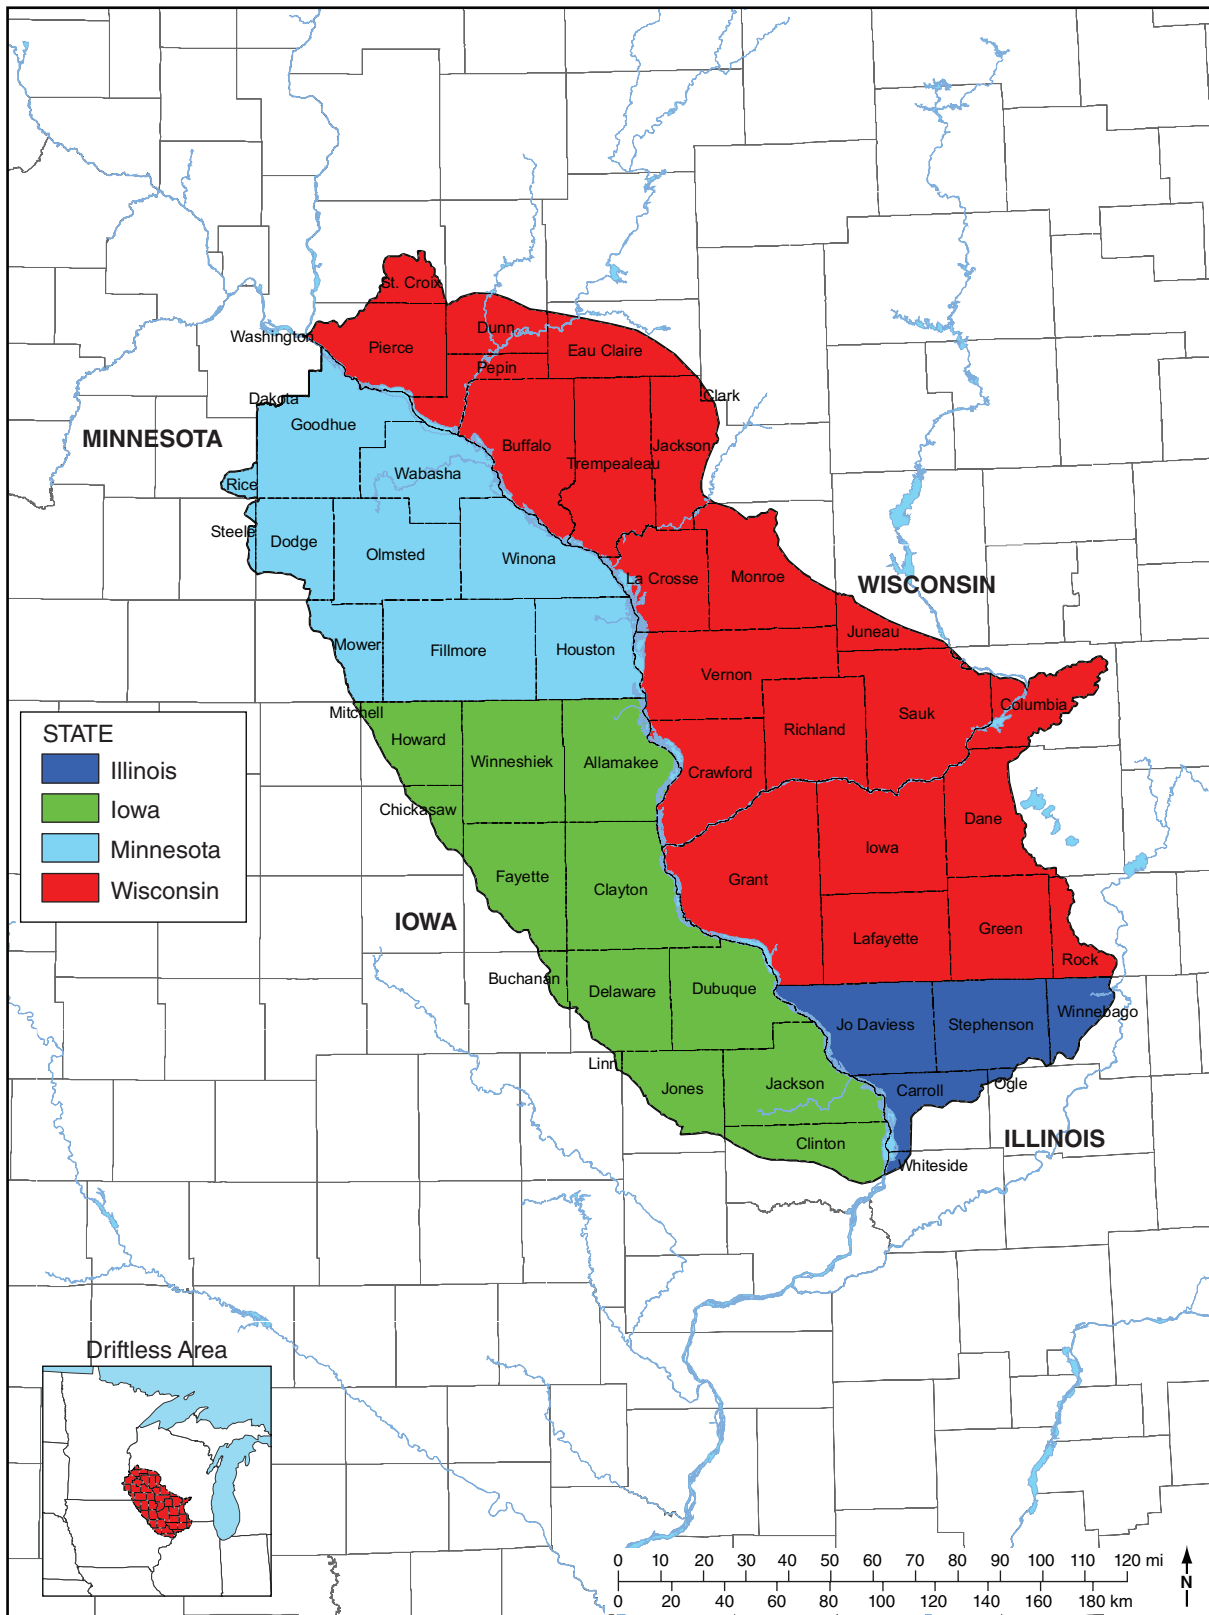 St. Croix
Washington
Dunn
Pierce
Eau Claire
Pepin
Dakota
Clark
Goodhue
MINNESOTA
Buffalo
Jackson
Trempealeau
Wabasha
Rice
Steele
Dodge
Olmsted
Winona
La Crosse
Monroe
WISCONSIN
Juneau
Mower
Fillmore
Houston
Vernon
Columbia
Mitchell
Sauk
Richland
Howard
Winneshiek
Allamakee
Crawford
STATE
Illinois
Iowa
Minnesota
Wisconsin
Chickasaw
Dane
Iowa
Fayette
Clayton
Grant
IOWA
Lafayette
Green
Rock
Buchanan
Delaware
Dubuque
Jo Daviess
Stephenson
Winnebago
Linn
Jones
Jackson
Carroll
Ogle
Clinton
ILLINOIS
Whiteside
Driftless Area
0 10 20 30 40 50 60 70 80 90 100 110 120 mi
0 20 40 60 80 100 120 140 160 180 km
N